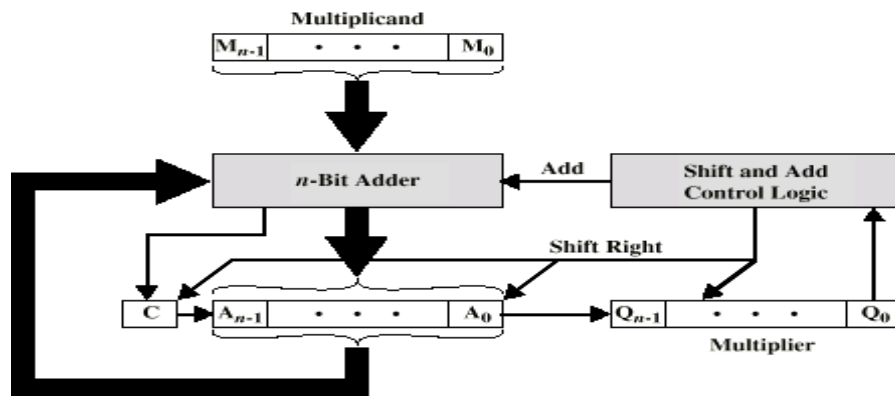 Multiplicand
Mn-1 • • • M0
n-Bit Adder
Add
Shift and Add
Control Logic
Shift Right
C
An-1 • • • A0
Qn-1 • • • Q0
Multiplier